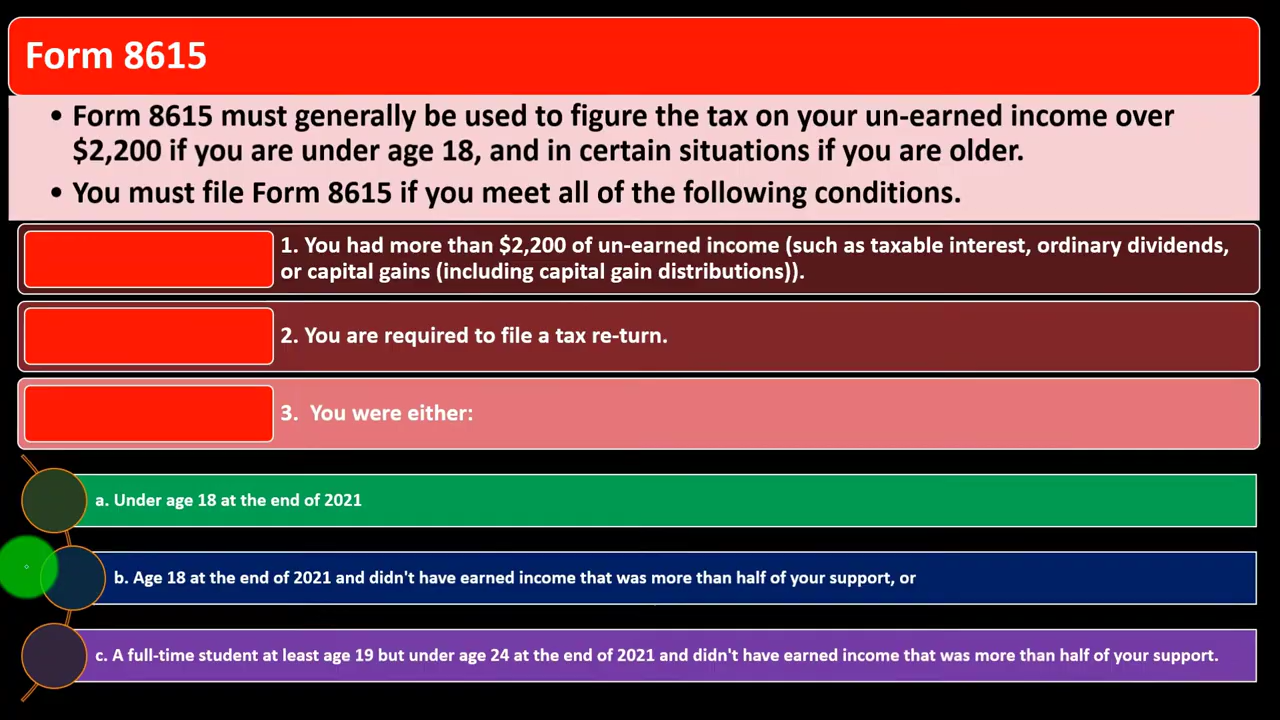 Form 8615
• Form 8615 must generally be used to figure the tax on your un-earned income over
$2,200 if you are under age 18, and in certain situations if you are older.
• You must file Form 8615 if you meet all of the following conditions.
1. You had more than $2,200 of un-earned income (such as taxable interest, ordinary dividends,
or capital gains (including capital gain distributions)).
2. You are required to file a tax re-turn.
3. You were either:
a. Under age 18 at the end of 2021
b. Age 18 at the end of 2021 and didn't have earned income that was more than half of your support, or
c. A full-time student at least age 19 but under age 24 at the end of 2021 and didn't have earned income that was more than half of your support.